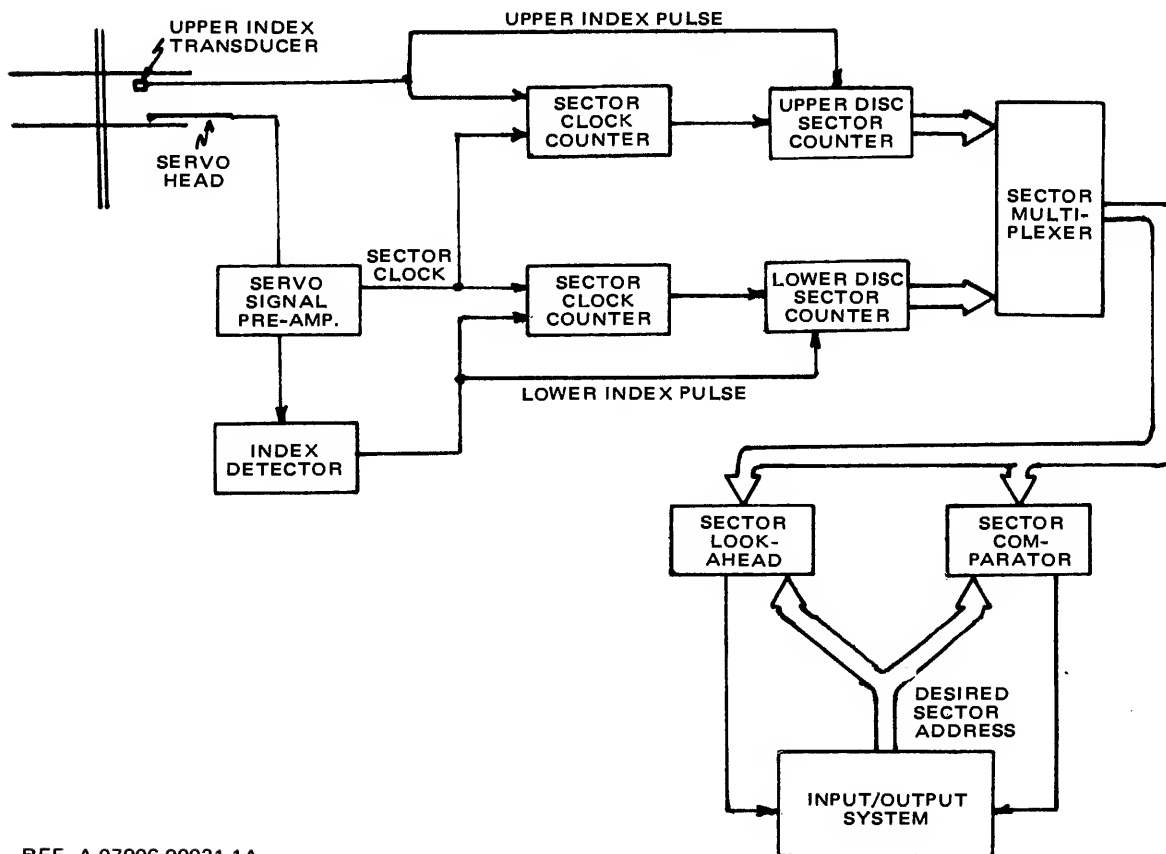 UPPER INDEX
TRANSDUCER
UPPER INDEX PULSE
SERVO
HEAD
SECTOR
CLOCK
COUNTER
UPPER DISC
SECTOR
COUNTER
SECTOR
MULTI-
PLEXER
SECTOR
CLOCK
SERVO
SIGNAL
PRE-AMP.
SECTOR
CLOCK
COUNTER
LOWER DISC
SECTOR
COUNTER
LOWER INDEX PULSE
INDEX
DETECTOR
SECTOR
LOOK-
AHEAD
SECTOR
COM-
PARATOR
DESIRED
SECTOR
ADDRESS
INPUT/OUTPUT
SYSTEM